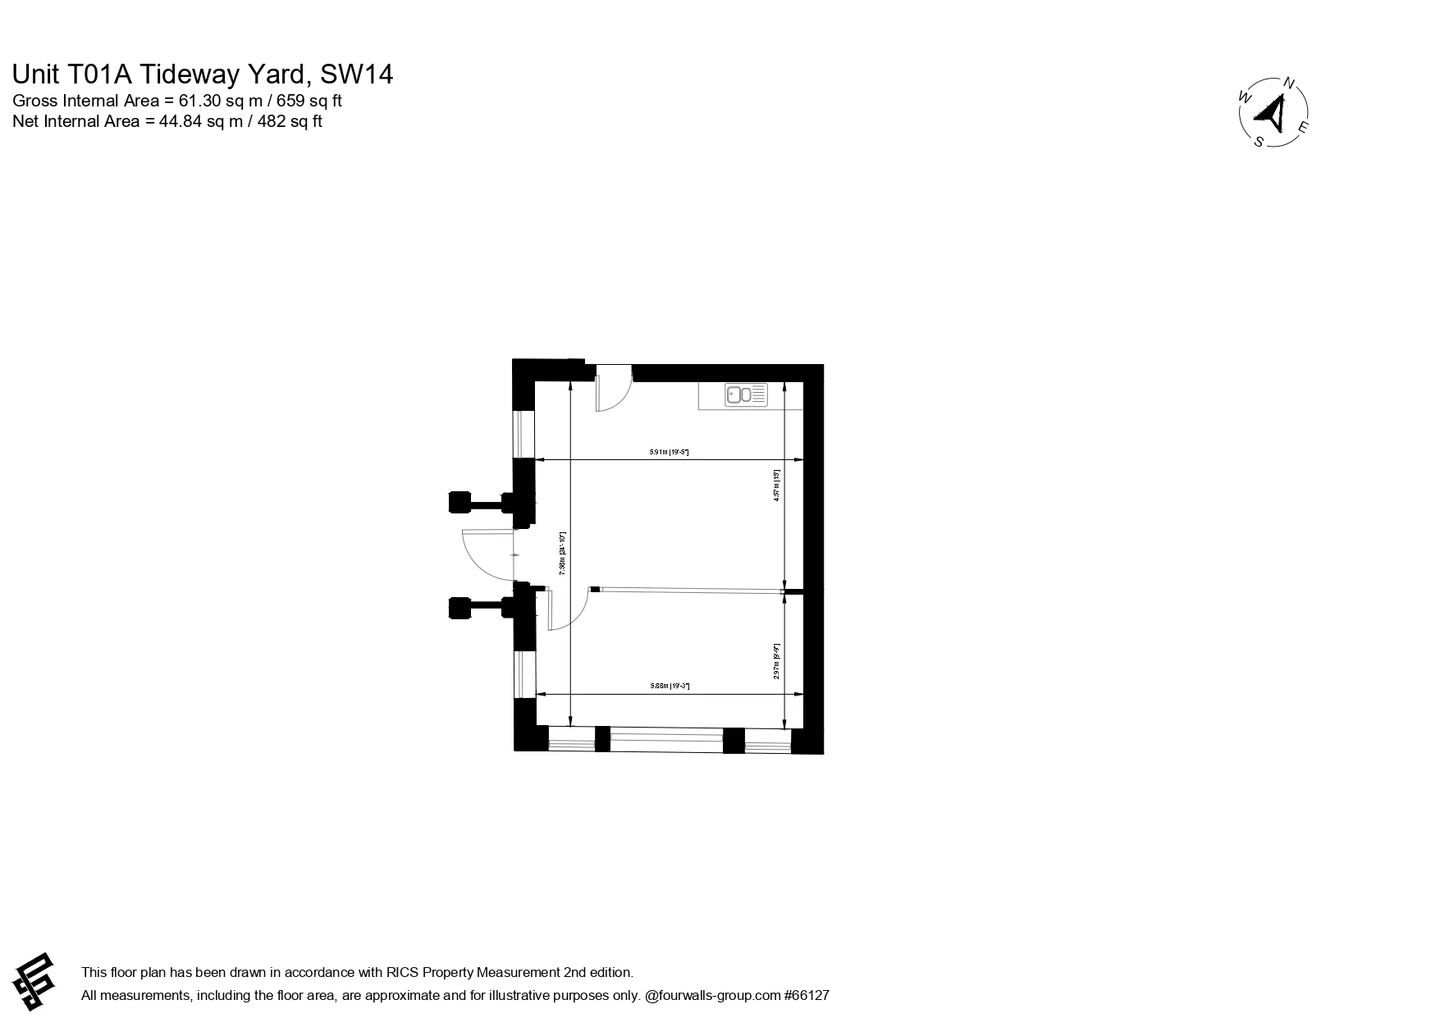 Unit T01A Tideway Yard, SW14
Gross Internal Area = 61.30 sq m / 659 sq ft
Net Internal Area = 44.84 sq m / 482 sq ft
N
W
E
S
5.91m [19'-5"]
4.57m [15']
7.58m [24'-10"]
2.97m [9'-9"]
5.88m [19'-3"]
This floor plan has been drawn in accordance with RICS Property Measurement 2nd edition.
All measurements, including the floor area, are approximate and for illustrative purposes only. @fourwalls-group.com #66127